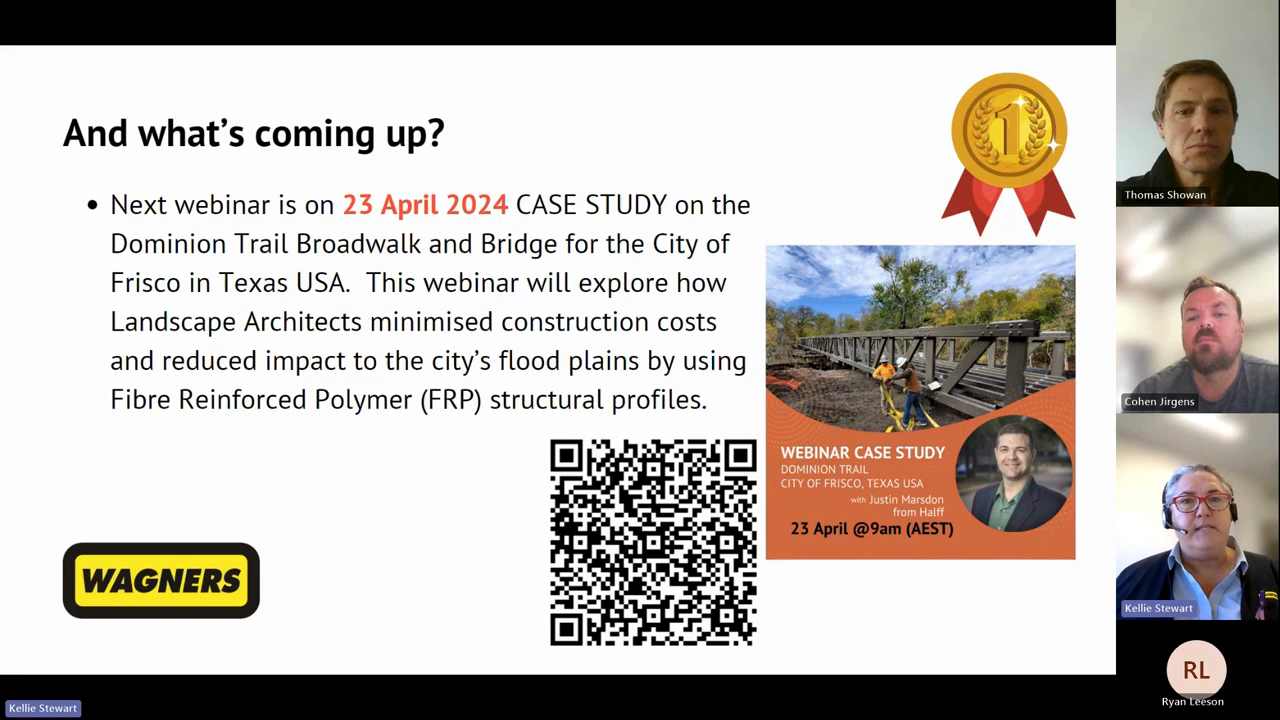 And what's coming up?
• Next webinar is on 23 April 2024 CASE STUDY on the
Dominion Trail Broadwalk and Bridge for the City of
Frisco in Texas USA.  This webinar will explore how
Landscape Architects minimised construction costs
and reduced impact to the city's flood plains by using
Fibre Reinforced Polymer (FRP) structural profiles.
1
WEBINAR CASE STUDY
DOMINION TRAIL
CITY OF FRISCO, TEXAS USA
with Justin Marsdon
from Halff
23 April @9am (AEST)
WAGNERS
Kellie Stewart
Thomas Showan
Cohen Jirgens
Kellie Stewart
RL
Ryan Leeson